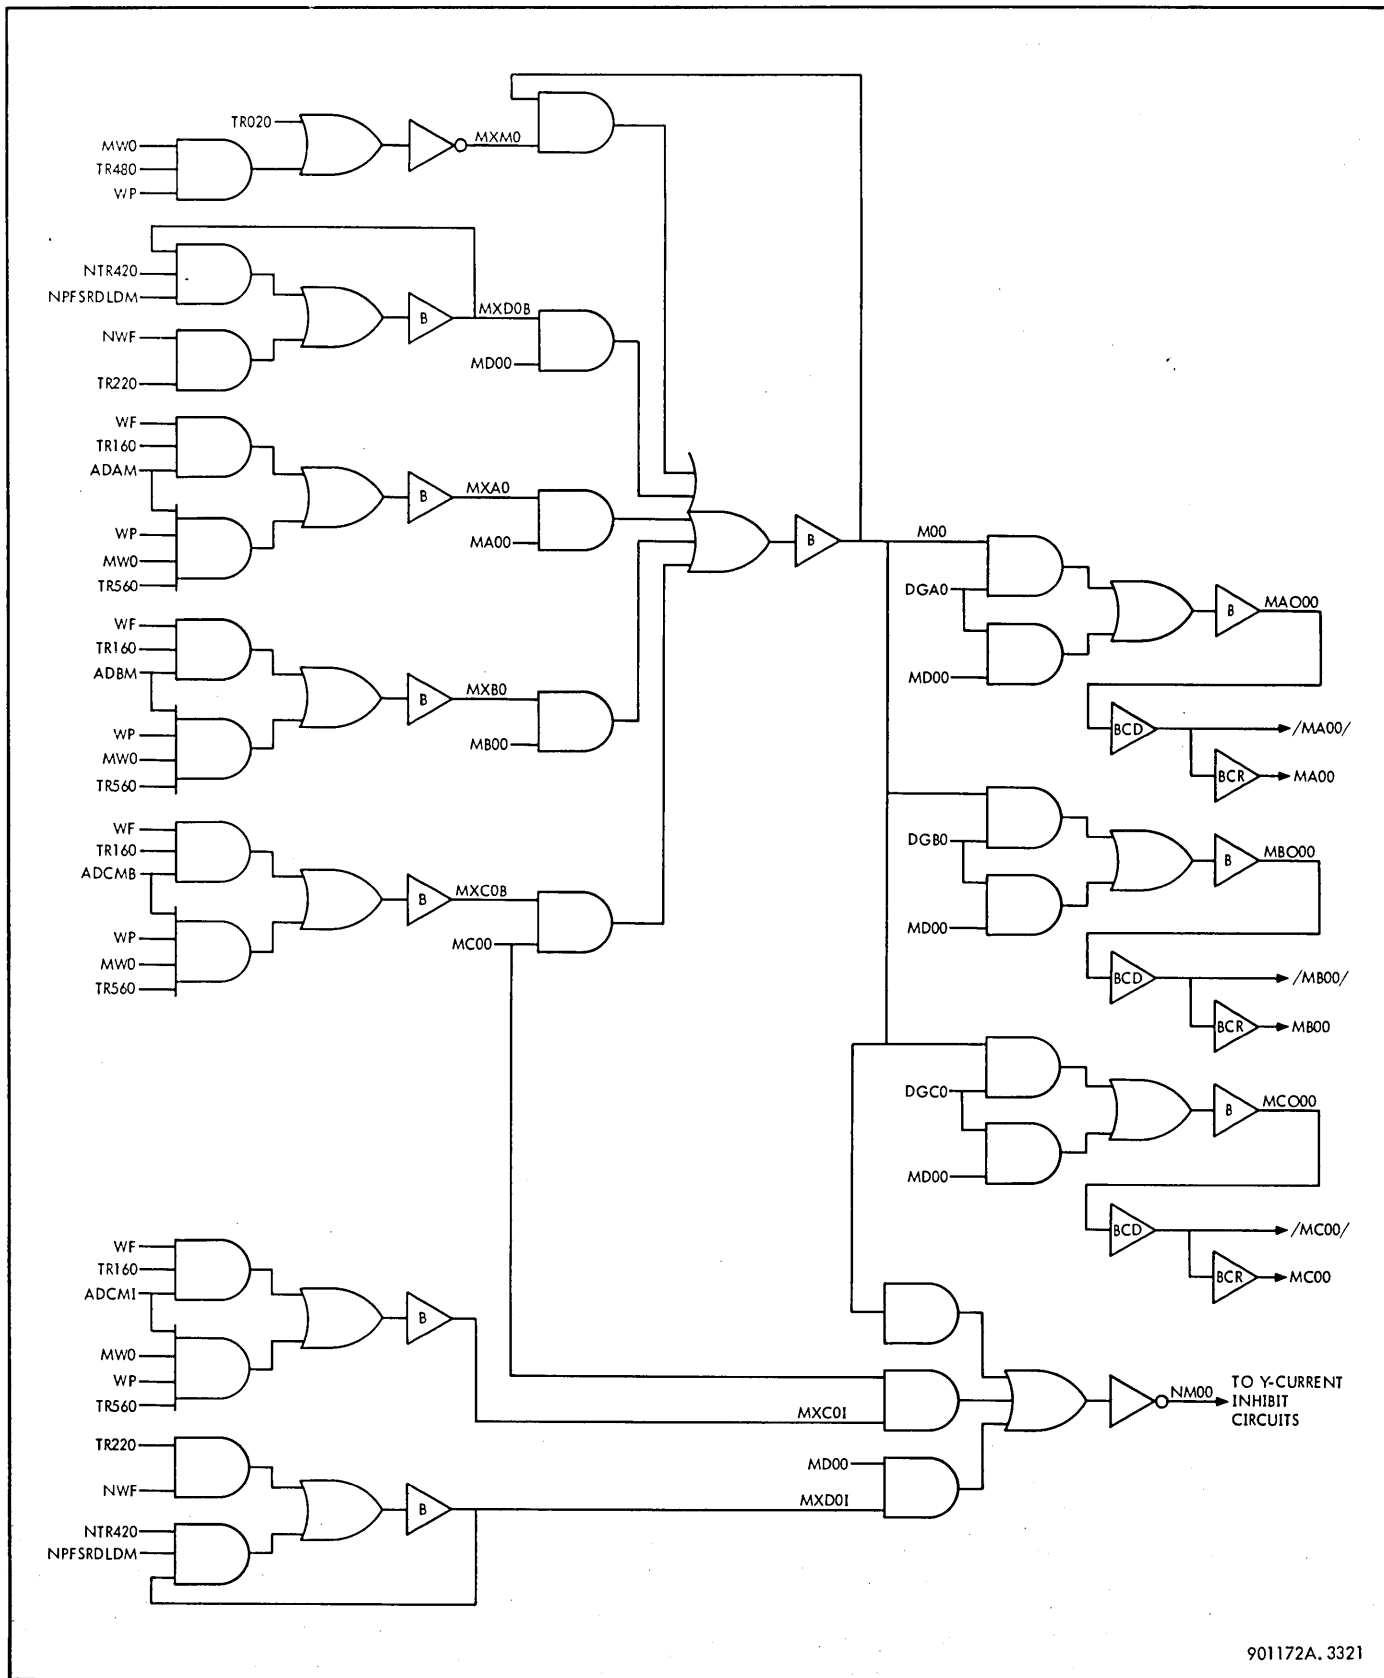 TR020
MW0
TR480
WP
MXM0
NTR420
NPFSRDLDM
NWF
TR220
B
MXD0B
MD00
WF
TR160
ADAM
WP
MW0
TR560
B
MXA0
MA00
WF
TR160
ADBM
WP
MW0
TR560
B
MXB0
MB00
WF
TR160
ADCMB
WP
MW0
TR560
B
MXC0B
MC00
B
M00
DGA0
MD00
B
MAO00
BCD
/MA00/
BCR
MA00
DGB0
MD00
B
MBO00
BCD
/MB00/
BCR
MB00
DGC0
MD00
B
MCO00
BCD
/MC00/
BCR
MC00
WF
TR160
ADCMI
MW0
WP
TR560
B
MXC0I
TR220
NWF
NTR420
NPFSRDLDM
B
MD00
MXD0I
NM00
TO Y-CURRENT
INHIBIT
CIRCUITS
901172A.3321